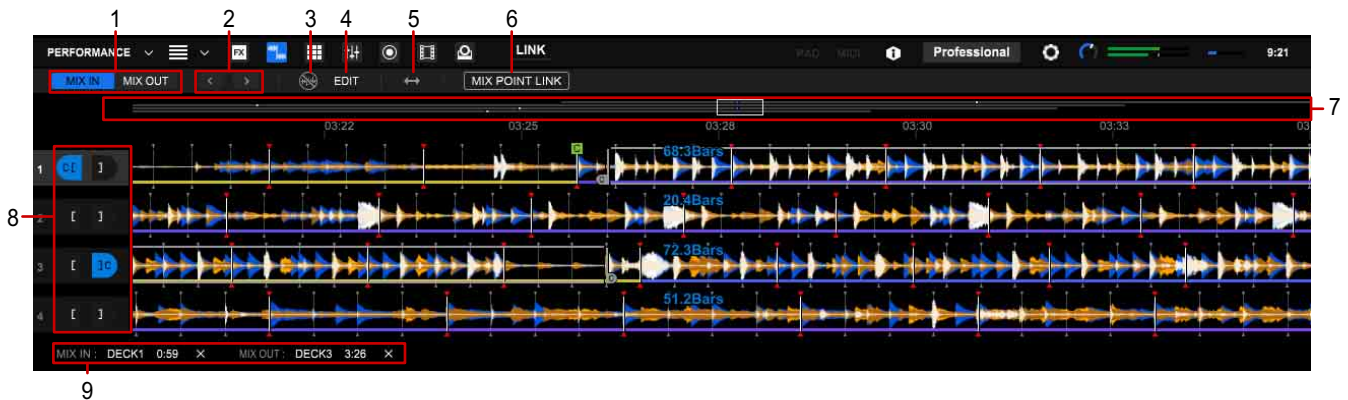 1 2 3 4 5 6
PERFORMANCE FX LINK PAD MIDI Professional 9:21
MIX IN MIX OUT < > EDIT MIX POINT LINK
7
03:22 03:25 03:28 03:30 03:33 03
C
1 C[ ] 68.3Bars
C
8
2 [ ] 20.4Bars
3 [ ]C 72.3Bars
4 [ ] 51.2Bars
MIX IN : DECK1 0:59 × MIX OUT : DECK3 3:26 ×
9